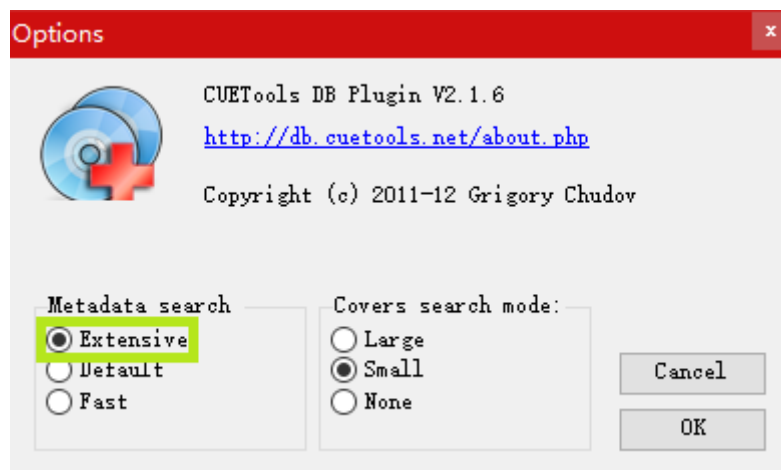 Options
x
CUETools DB Plugin V2.1.6
http://db.cuetools.net/about.php
Copyright (c) 2011-12 Grigory Chudov
Metadata search
Extensive
Default
Fast
Covers search mode:
Large
Small
None
Cancel
OK